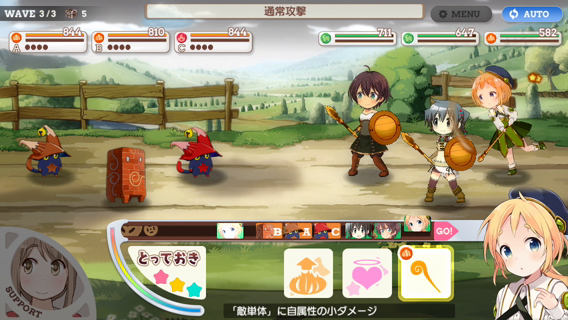 WAVE 3/3 5
通常攻撃
MENU
AUTO
844
A
810
B
844
C
711
647
582
B A C
GO!
とっておき
SUPPORT
「敵単体」に自属性の小ダメージ